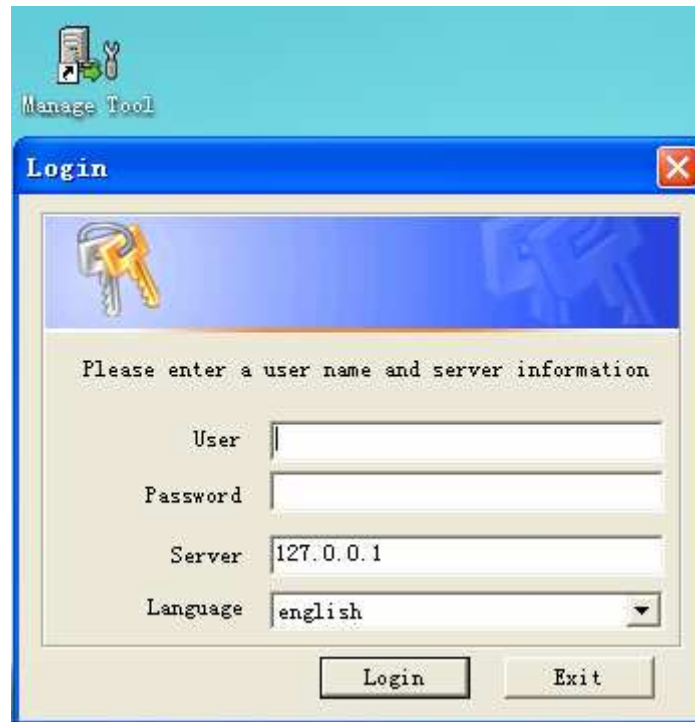 Manage Tool
Login
Please enter a user name and server information
User
Password
Server 127.0.0.1
Language english
Login Exit